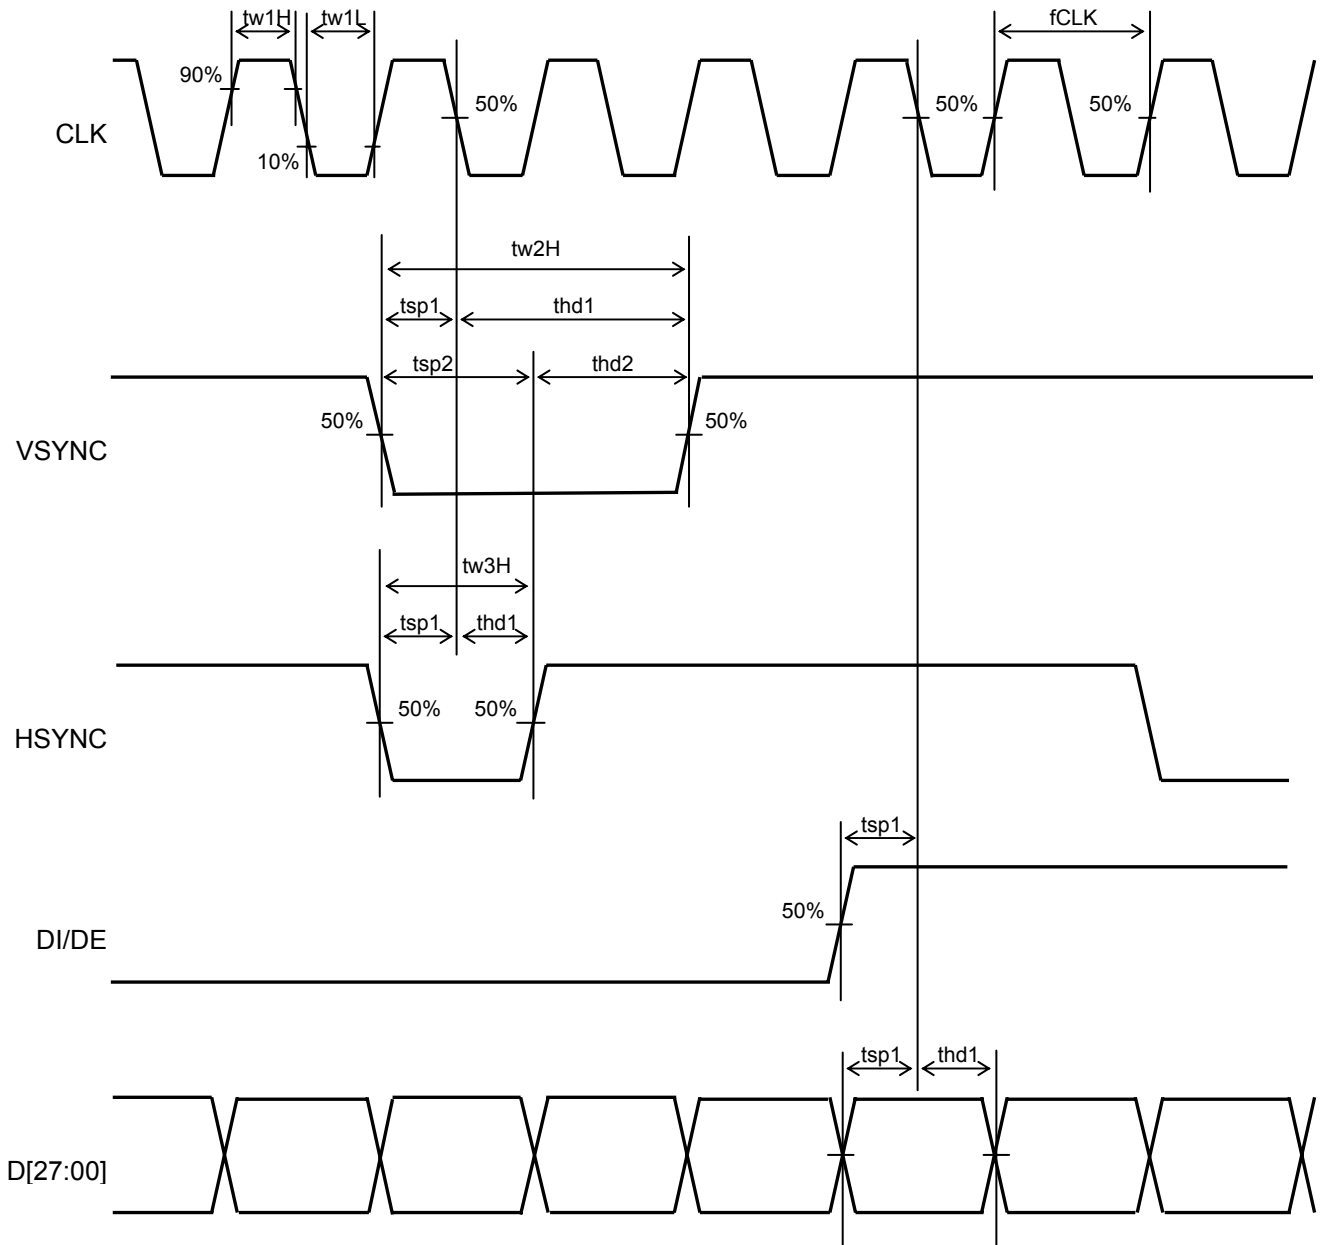 tw1H tw1L fCLK
90% 50% 50% 50%
CLK
10%
tw2H
tsp1 thd1
tsp2 thd2
50% 50%
VSYNC
tw3H
tsp1 thd1
50% 50%
HSYNC
tsp1
50%
DI/DE
tsp1 thd1
D[27:00]